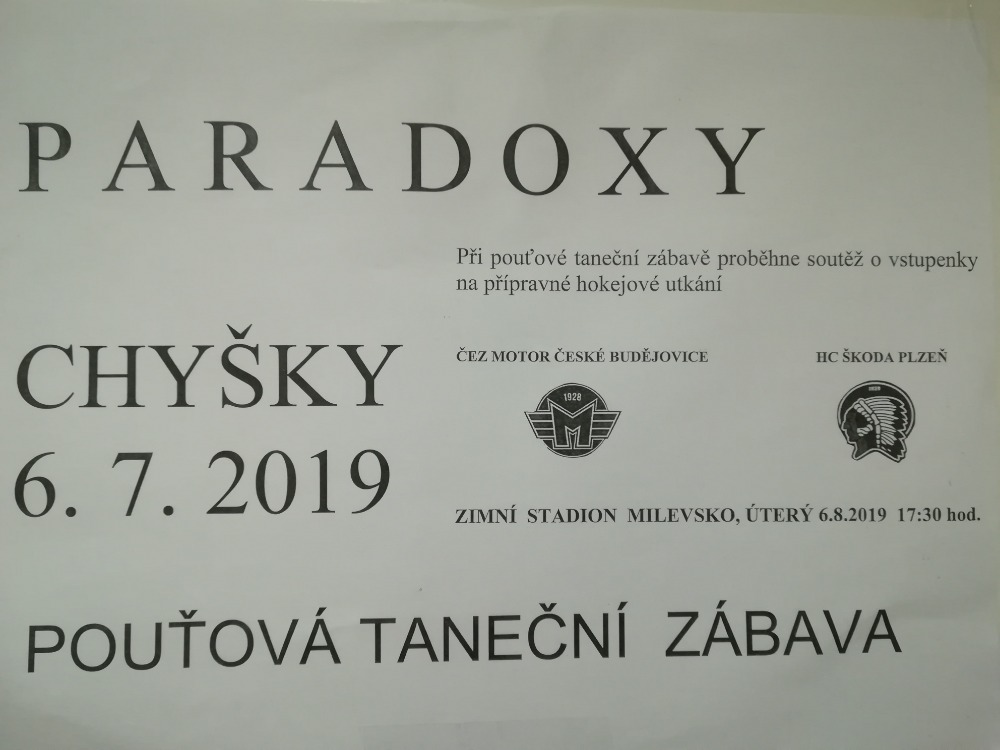 PARADOXY
Při pouťové taneční zábavě proběhne soutěž o vstupenky
na přípravné hokejové utkání
CHYŠKY
6. 7. 2019
ČEZ MOTOR ČESKÉ BUDĚJOVICE
HC ŠKODA PLZEŇ
1928
M
1929
ZIMNÍ STADION MILEVSKO, ÚTERÝ 6.8.2019 17:30 hod.
POUŤOVÁ TANEČNÍ ZÁBAVA